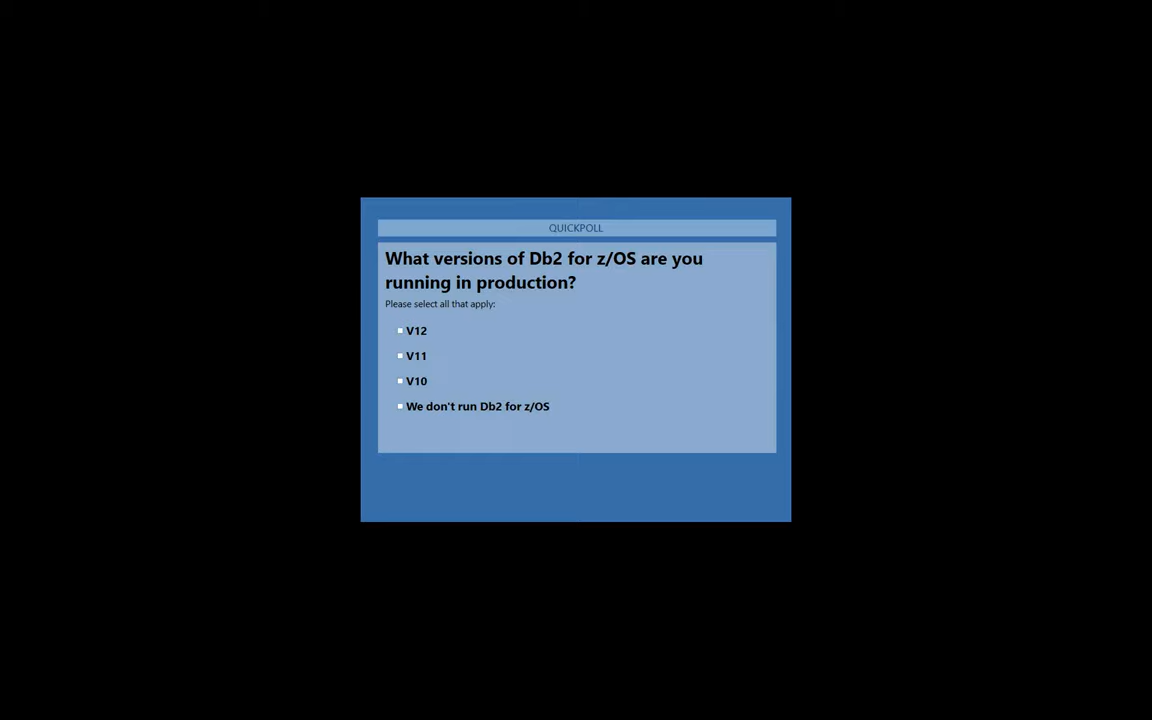 QUICKPOLL
What versions of Db2 for z/OS are you
running in production?
Please select all that apply:
V12
V11
V10
We don't run Db2 for z/OS